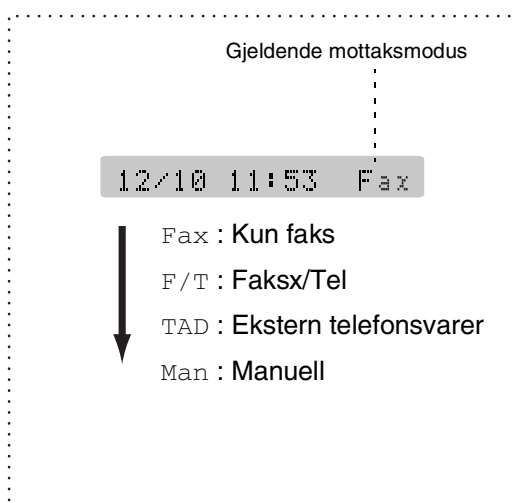 Gjeldende mottaksmodus
12/10 11:53 Fax
Fax : Kun faks
F/T : Faksx/Tel
TAD : Ekstern telefonsvarer
Man : Manuell